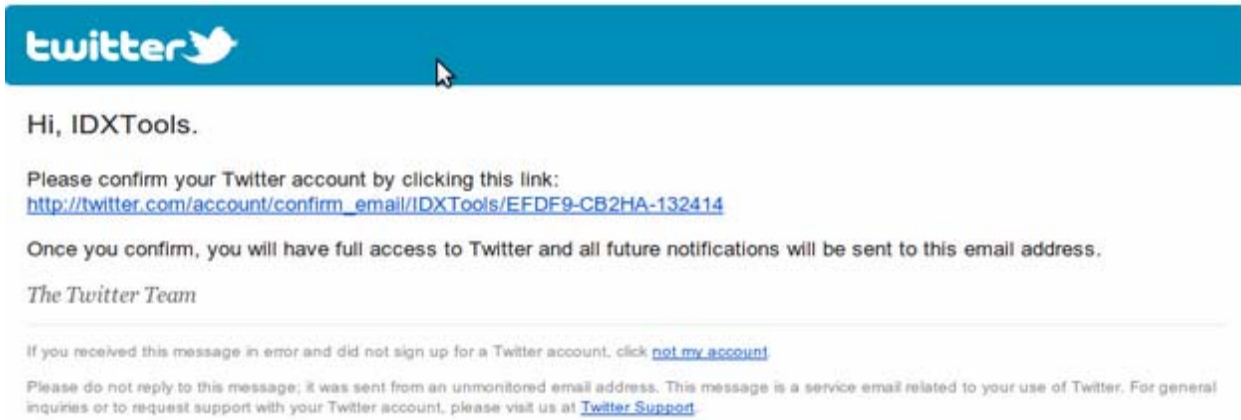 twitter
Hi, IDXTools.
Please confirm your Twitter account by clicking this link:
http://twitter.com/account/confirm_email/IDXTools/EFDF9-CB2HA-132414
Once you confirm, you will have full access to Twitter and all future notifications will be sent to this email address.
The Twitter Team
If you received this message in error and did not sign up for a Twitter account, click not my account.
Please do not reply to this message; it was sent from an unmonitored email address. This message is a service email related to your use of Twitter. For general
inquiries or to request support with your Twitter account, please visit us at Twitter Support.